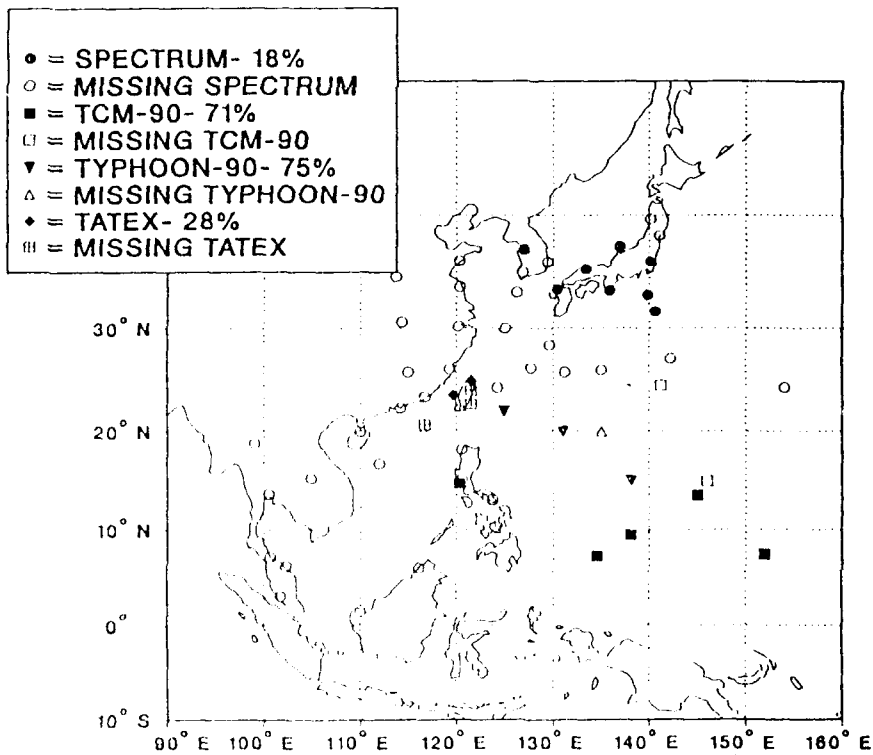 ● = SPECTRUM- 18%
○ = MISSING SPECTRUM
■ = TCM-90- 71%
□ = MISSING TCM-90
▼ = TYPHOON-90- 75%
△ = MISSING TYPHOON-90
◆ = TATEX- 28%
▥ = MISSING TATEX
30° N
20° N
10° N
0°
10° S
90° E 100° E 110° E 120° E 130° E 140° E 150° E 160° E